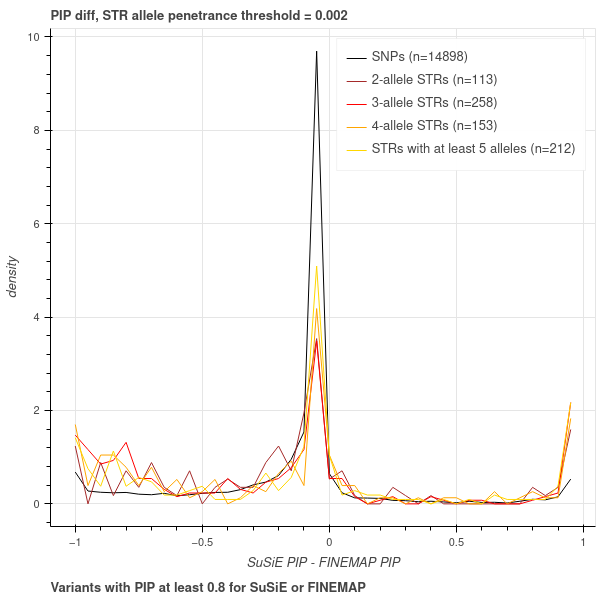 PIP diff, STR allele penetrance threshold = 0.002
10
8
6
4
2
0
density
SNPs (n=14898)
2-allele STRs (n=113)
3-allele STRs (n=258)
4-allele STRs (n=153)
STRs with at least 5 alleles (n=212)
−1
−0.5
0
0.5
1
SuSiE PIP - FINEMAP PIP
Variants with PIP at least 0.8 for SuSiE or FINEMAP